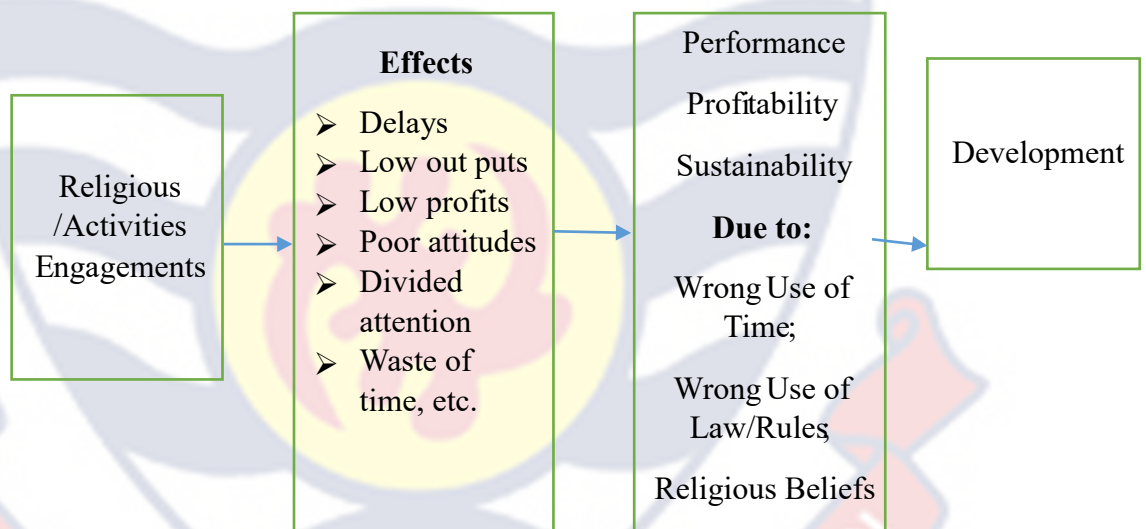 Religious
/Activities
Engagements
Effects
➢ Delays
➢ Low out puts
➢ Low profits
➢ Poor attitudes
➢ Divided
attention
➢ Waste of
time, etc.
Performance
Profitability
Sustainability
Due to:
Wrong Use of
Time;
Wrong Use of
Law/Rules;
Religious Beliefs
Development